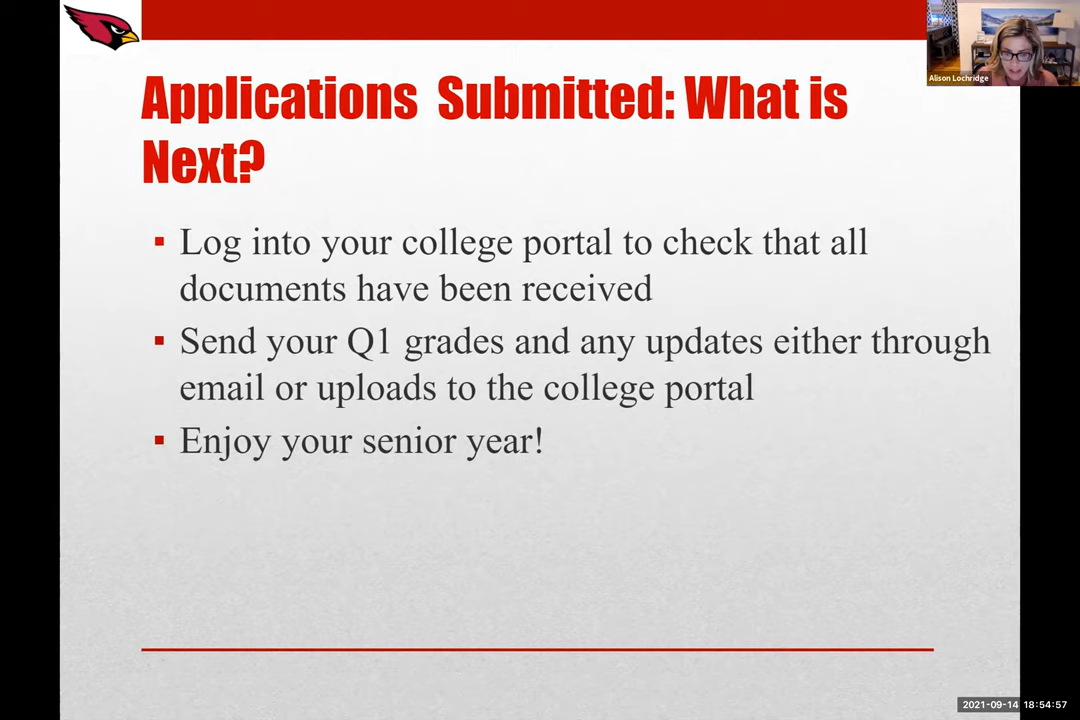 Alison Lochridge
Applications Submitted: What is
Next?
▪ Log into your college portal to check that all
documents have been received
▪ Send your Q1 grades and any updates either through
email or uploads to the college portal
▪ Enjoy your senior year!
2021-09-14 18:54:57